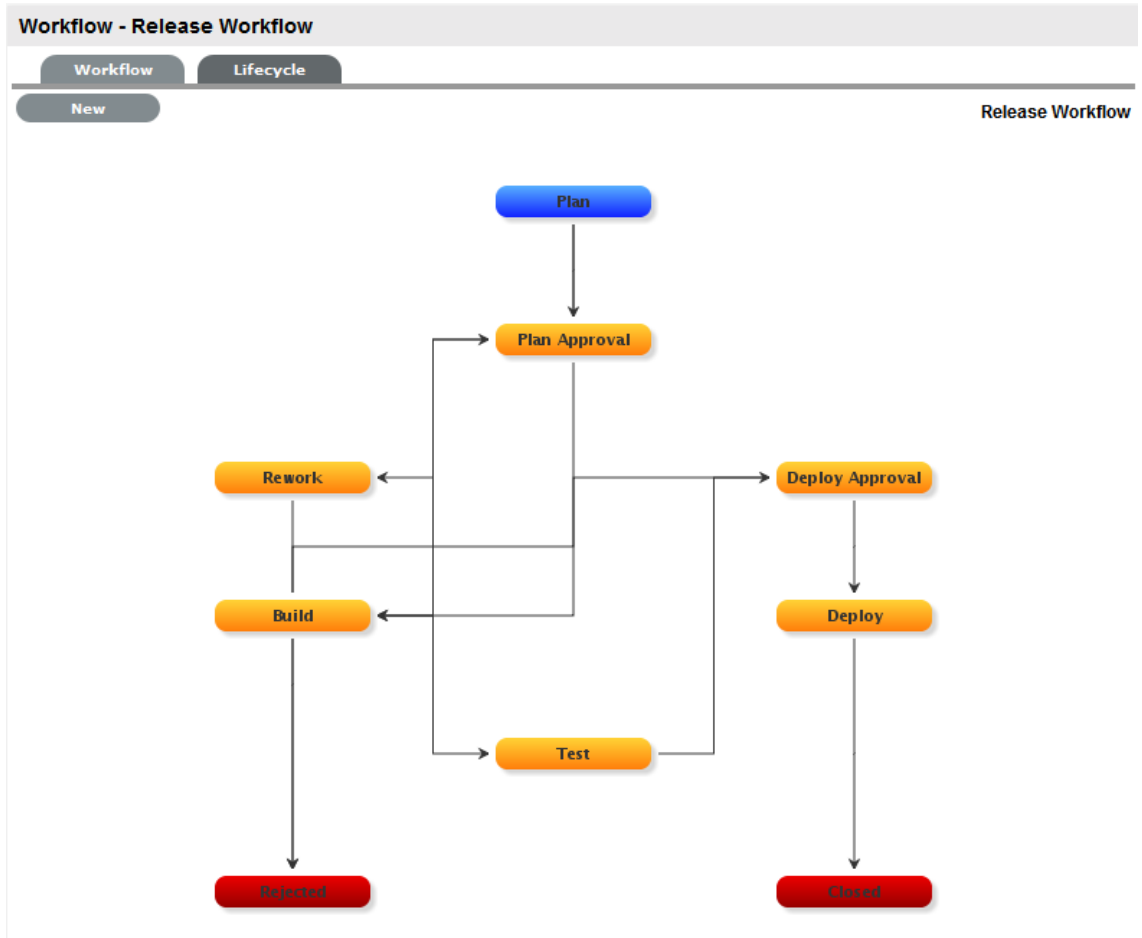 Workflow - Release Workflow
Workflow
Lifecycle
New
Release Workflow
Plan
Plan Approval
Rework
Deploy Approval
Build
Deploy
Test
Rejected
Closed